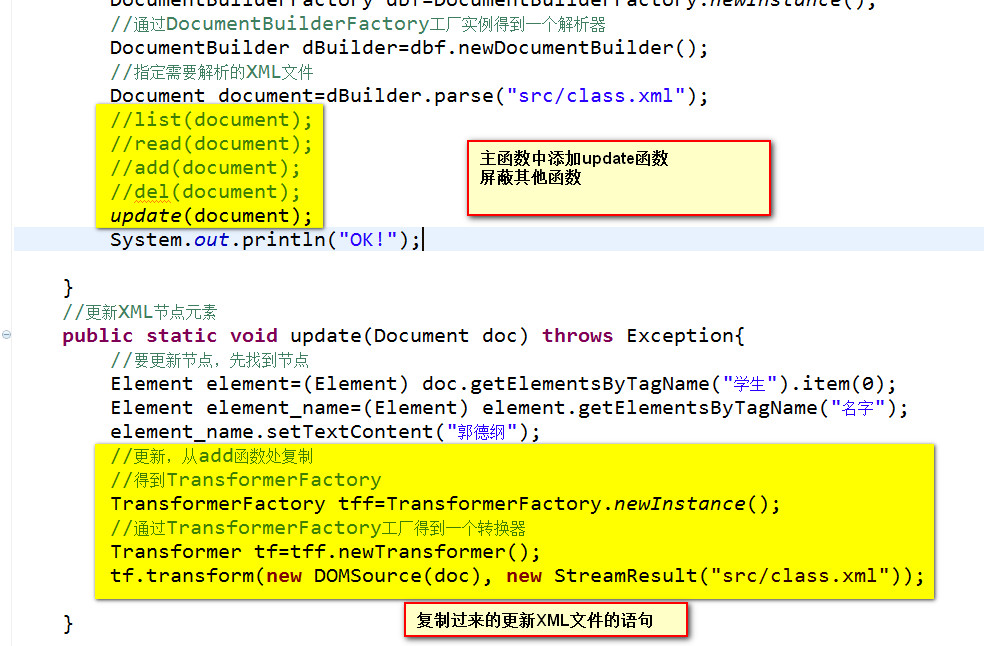 DocumentBuilderFactory dbf=DocumentBuilderFactory.newInstance();
//通过DocumentBuilderFactory工厂实例得到一个解析器
DocumentBuilder dBuilder=dbf.newDocumentBuilder();
//指定需要解析的XML文件
Document document=dBuilder.parse("src/class.xml");
//list(document);
//read(document);
//add(document);
//del(document);
update(document);
主函数中添加update函数
屏蔽其他函数
System.out.println("OK!");
}
//更新XML节点元素
public static void update(Document doc) throws Exception{
//要更新节点，先找到节点
Element element=(Element) doc.getElementsByTagName("学生").item(0);
Element element_name=(Element) element.getElementsByTagName("名字");
element_name.setTextContent("郭德纲");
//更新，从add函数处复制
//得到TransformerFactory
TransformerFactory tff=TransformerFactory.newInstance();
//通过TransformerFactory工厂得到一个转换器
Transformer tf=tff.newTransformer();
tf.transform(new DOMSource(doc), new StreamResult("src/class.xml"));
复制过来的更新XML文件的语句
}